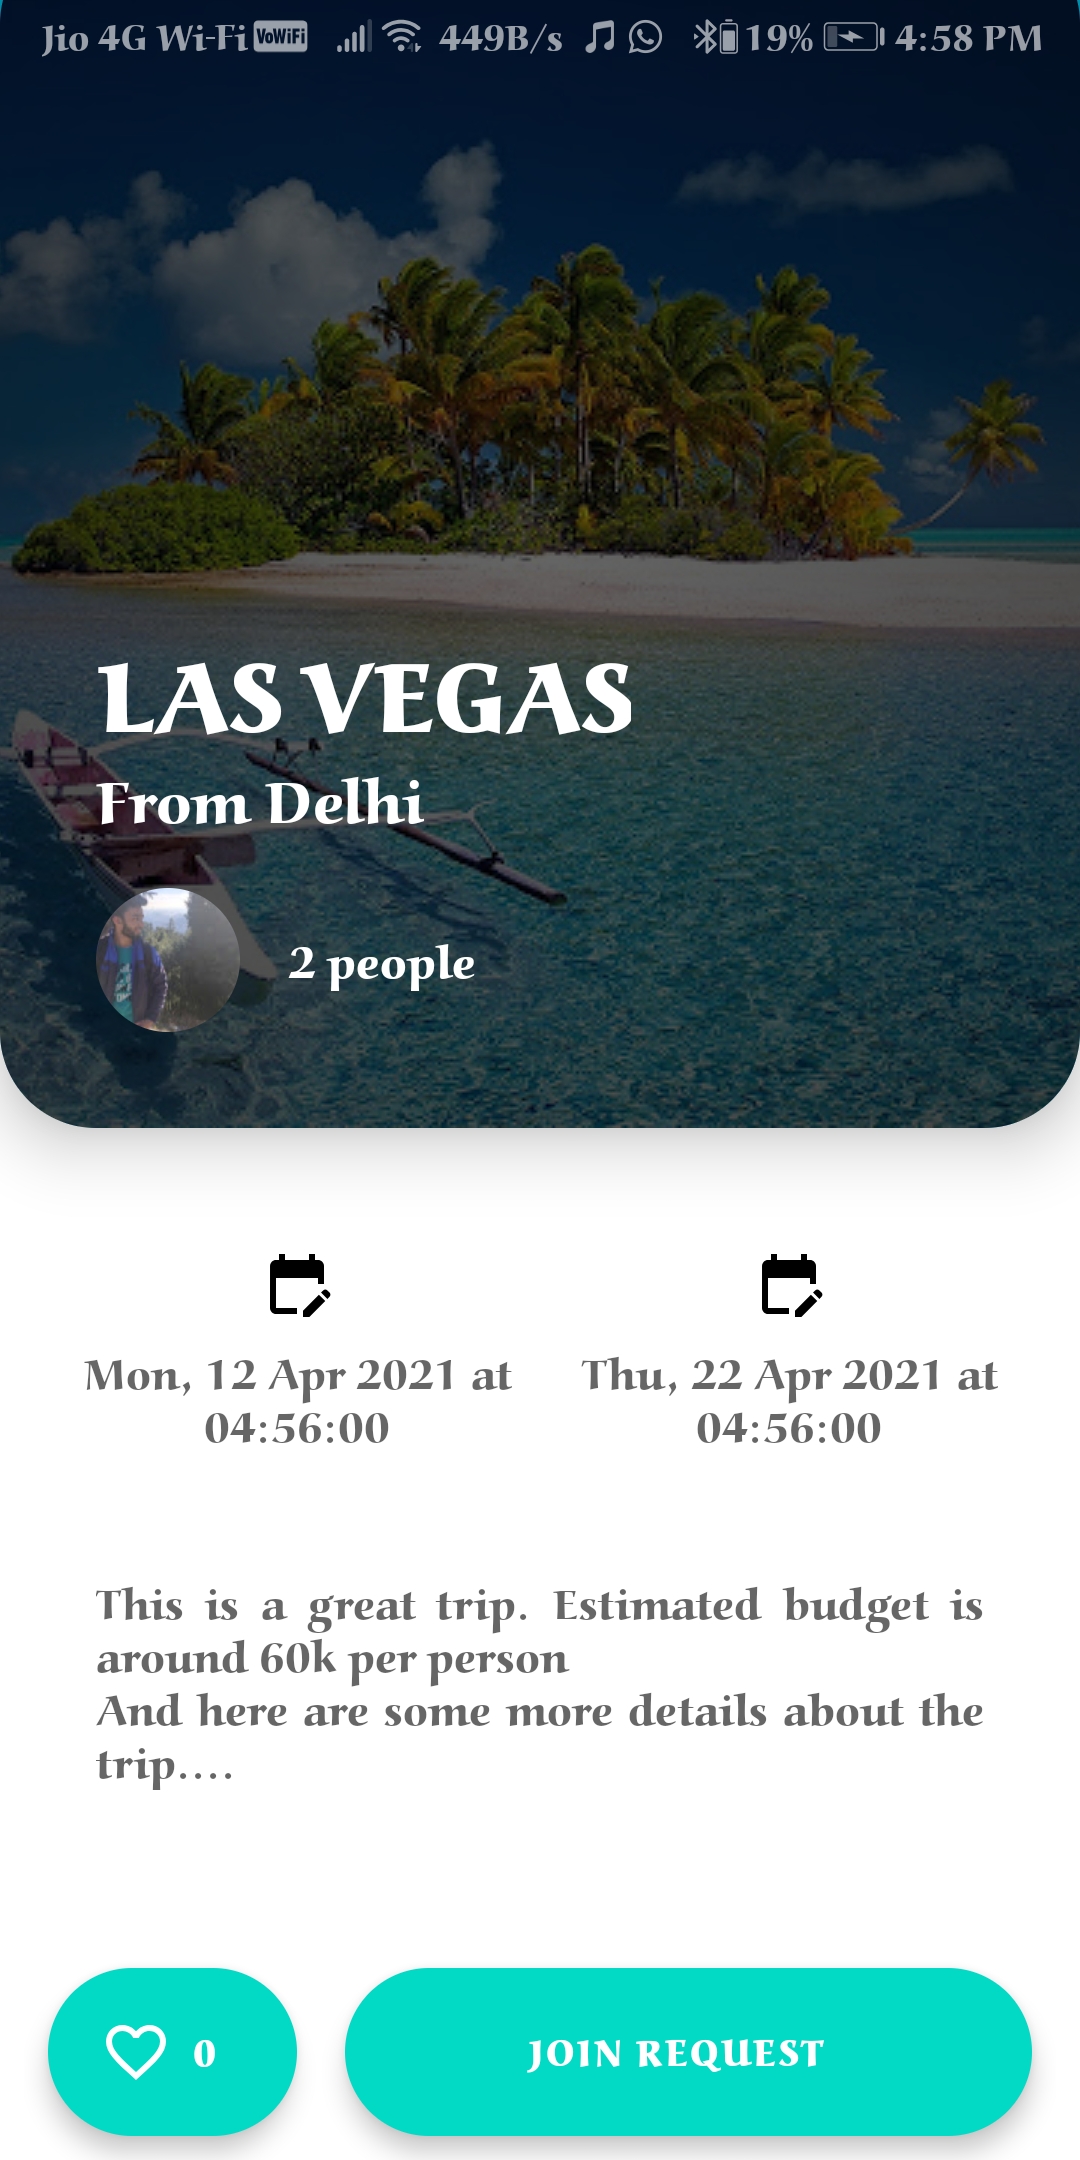 Jio 4G Wi-Fi VoWiFi 449B/s 19% 4:58 PM
LAS VEGAS
From Delhi
2 people
Mon, 12 Apr 2021 at
04:56:00
Thu, 22 Apr 2021 at
04:56:00
This is a great trip. Estimated budget is
around 60k per person
And here are some more details about the
trip....
0
JOIN REQUEST